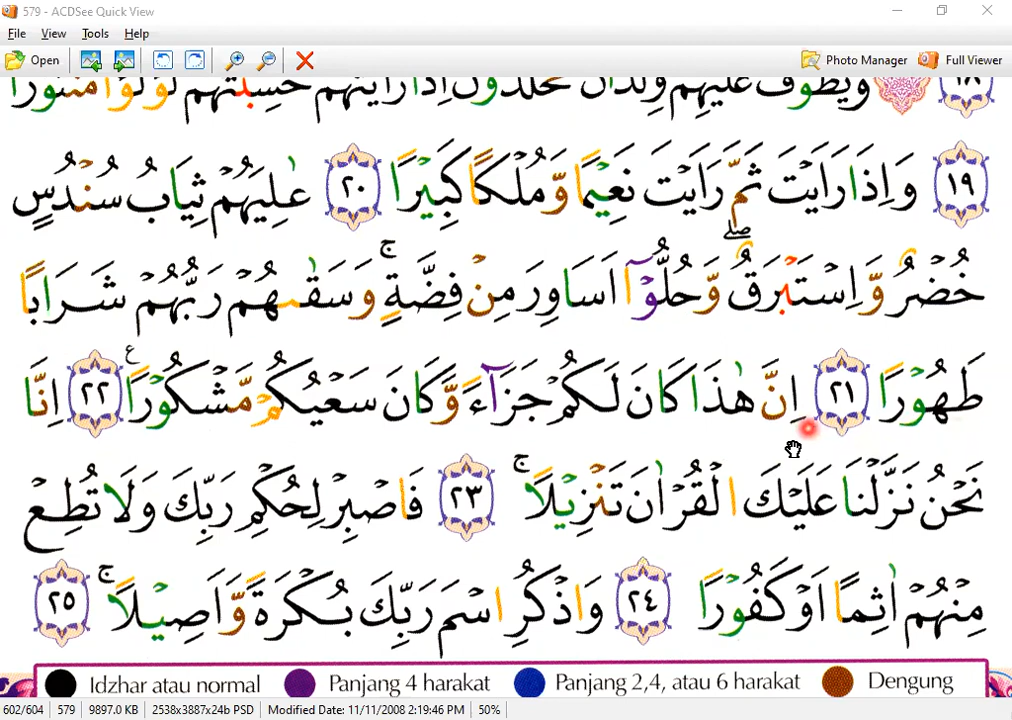 579 - ACDSee Quick View
File View Tools Help
Open Photo Manager Full Viewer
وَيَطُوْفُ عَلَيْهِمْ وِلْدَانٌ مُّخَلَّدُوْنَ اِذَا رَاَيْتَهُمْ حَسِبْتَهُمْ لُؤْلُؤًا مَّنْثُوْرًا
١٩ وَاِذَا رَاَيْتَ ثَمَّ رَاَيْتَ نَعِيْمًا وَّمُلْكًا كَبِيْرًا ٢٠ عٰلِيَهُمْ ثِيَابُ سُنْدُسٍ
خُضْرٌ وَّاِسْتَبْرَقٌ ۖ وَّحُلُّوْٓا اَسَاوِرَ مِنْ فِضَّةٍ ۚ وَسَقٰىهُمْ رَبُّهُمْ شَرَابًا
طَهُوْرًا ٢١ اِنَّ هٰذَا كَانَ لَكُمْ جَزَاۤءً وَّكَانَ سَعْيُكُمْ مَّشْكُوْرًا ع ٢٢ اِنَّا
نَحْنُ نَزَّلْنَا عَلَيْكَ الْقُرْاٰنَ تَنْزِيْلًا ۚ ٢٣ فَاصْبِرْ لِحُكْمِ رَبِّكَ وَلَا تُطِعْ
مِنْهُمْ اٰثِمًا اَوْ كَفُوْرًا ٢٤ وَاذْكُرِ اسْمَ رَبِّكَ بُكْرَةً وَّاَصِيْلًا ۚ ٢٥
Idzhar atau normal Panjang 4 harakat Panjang 2,4, atau 6 harakat Dengung
602/604 579 9897.0 KB 2538x3887x24b PSD Modified Date: 11/11/2008 2:19:46 PM 50%